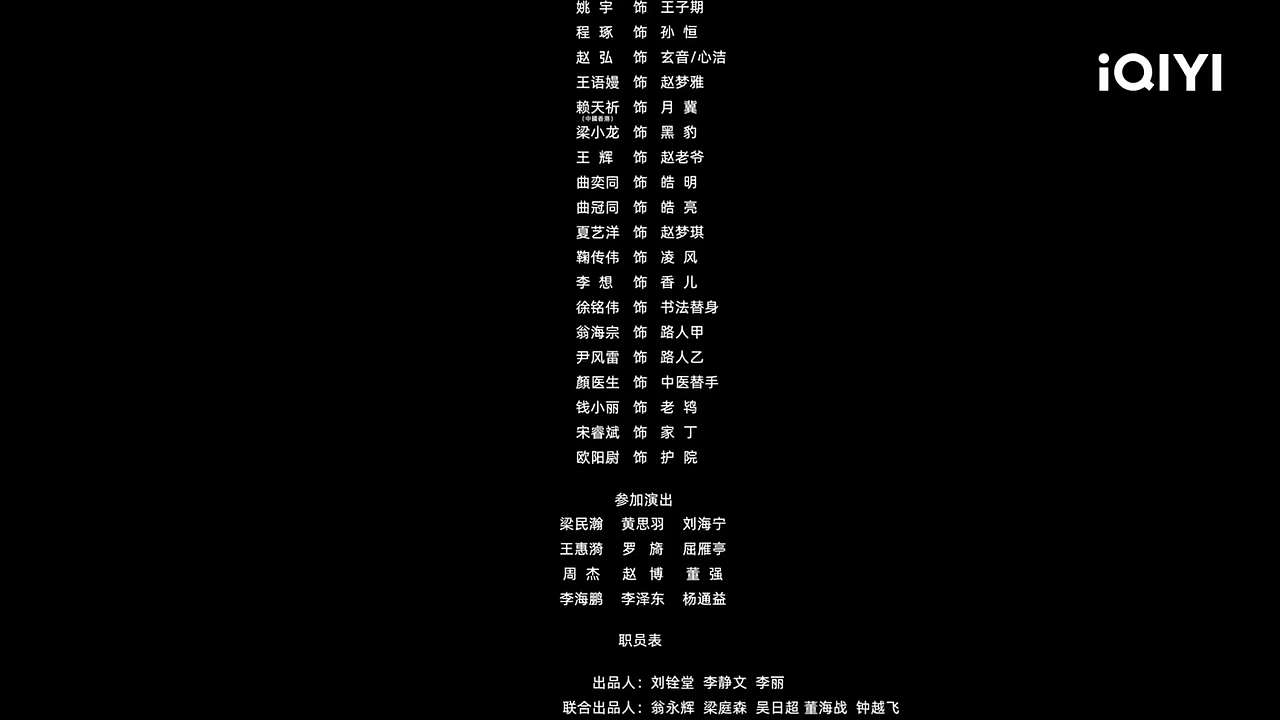 姚 宇 饰 王子期
iQIYI
程 琢 饰 孙 恒
赵 弘 饰 玄音/心洁
王语嫚 饰 赵梦雅
赖天祈 饰 月 冀
(中國香港)
梁小龙 饰 黑 豹
王 辉 饰 赵老爷
曲奕同 饰 皓 明
曲冠同 饰 皓 亮
夏艺洋 饰 赵梦琪
鞠传伟 饰 凌 风
李 想 饰 香 儿
徐铭伟 饰 书法替身
翁海宗 饰 路人甲
尹风雷 饰 路人乙
顏医生 饰 中医替手
钱小丽 饰 老 鸨
宋睿斌 饰 家 丁
欧阳尉 饰 护 院
参加演出
梁民瀚 黄思羽 刘海宁
王惠漪 罗 旖 屈雁亭
周 杰 赵 博 董 强
李海鹏 李泽东 杨通益
职员表
出品人：刘铨堂 李静文 李丽
联合出品人：翁永辉 梁庭森 吴日超 董海战 钟越飞